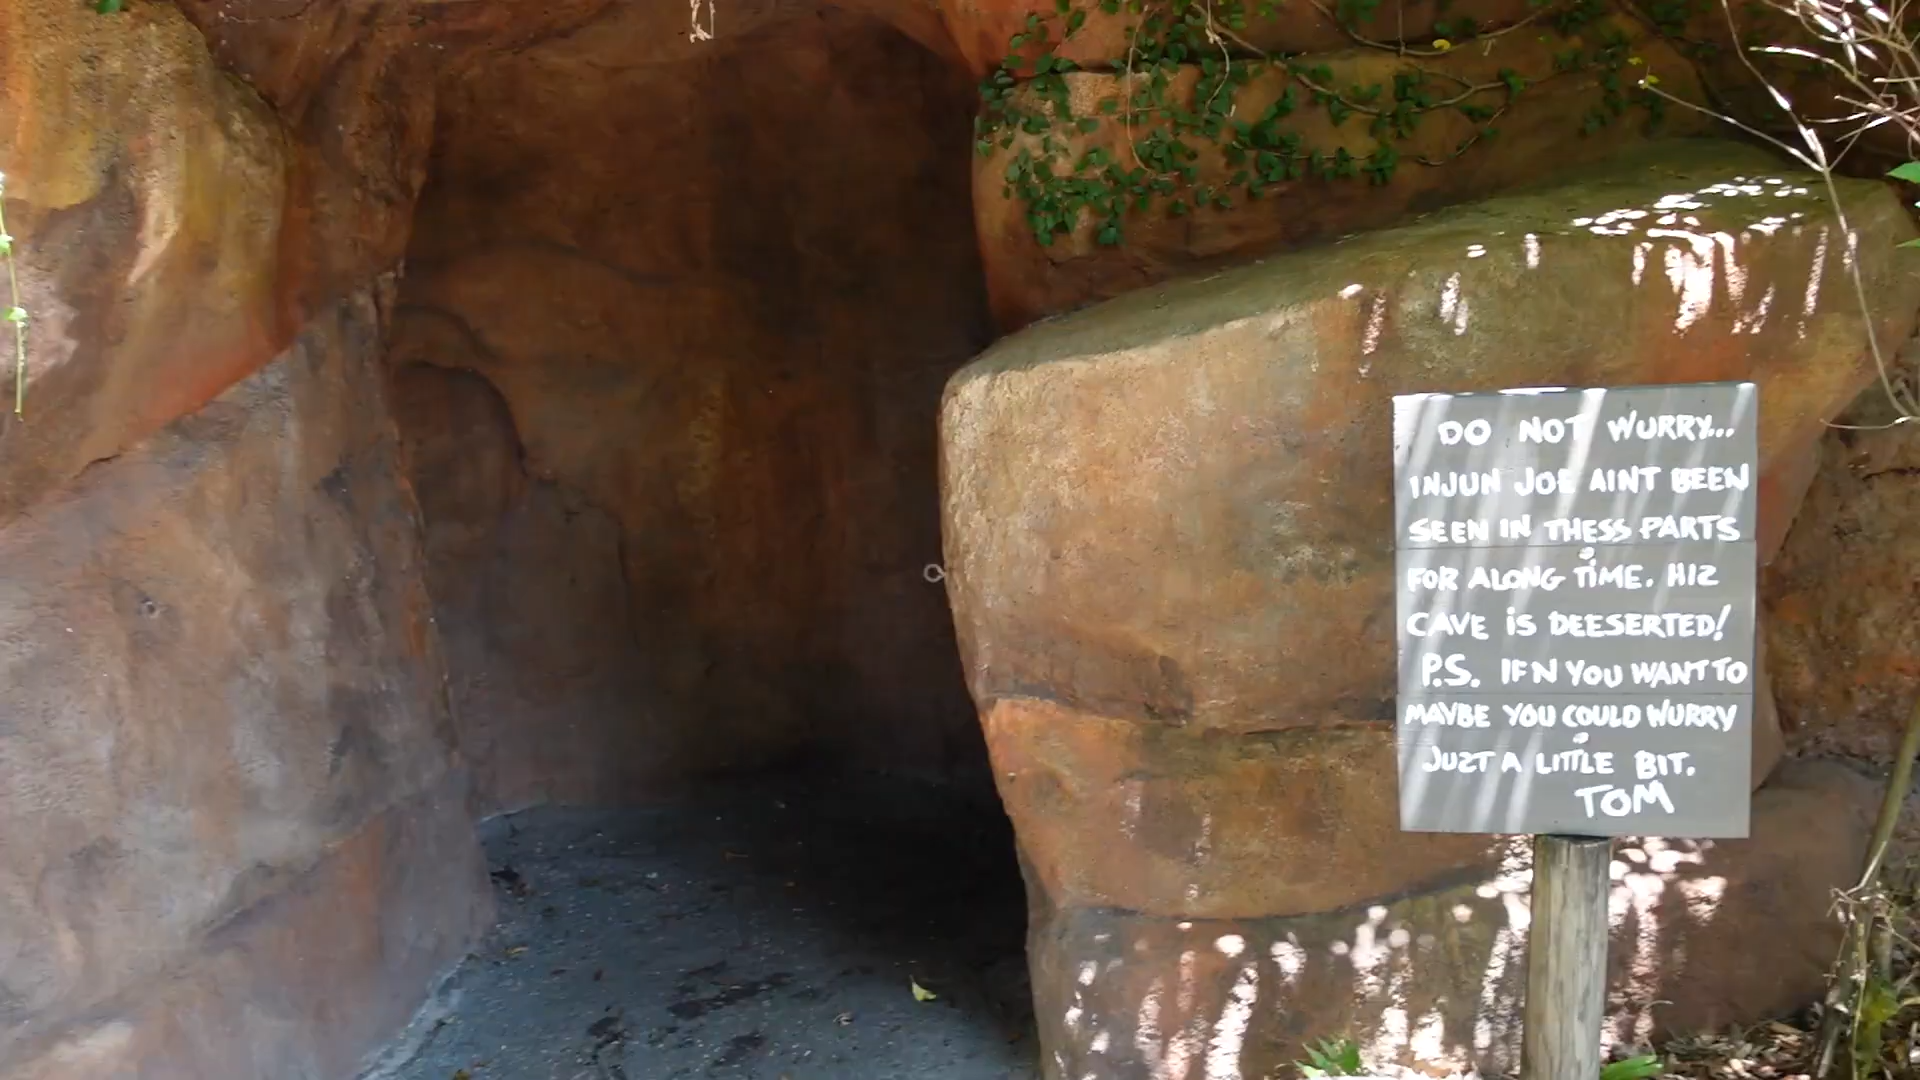 DO NOT WURRY...
INJUN JOE AINT BEEN
SEEN IN THESS PARTS
FOR ALONG TIME. HIZ
CAVE IS DEESERTED!
P.S. IFN YOU WANT TO
MAYBE YOU COULD WURRY
JUZT A LITTLE BIT.
TOM